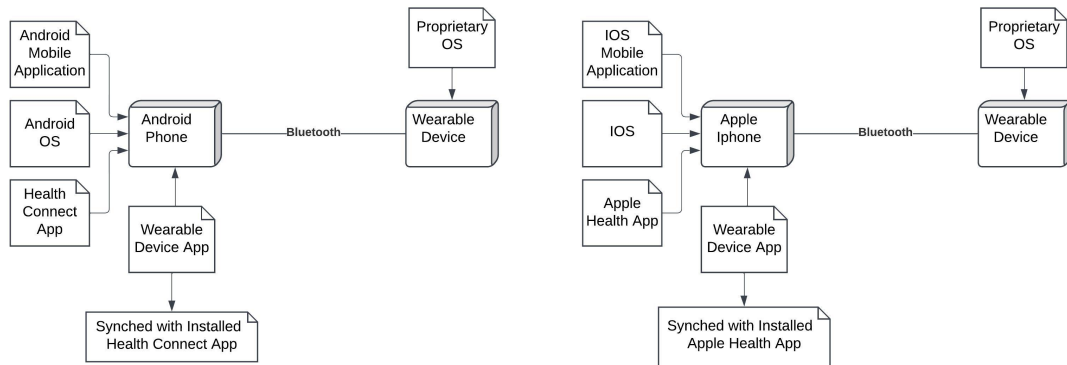 Android
Mobile
Application
Android
OS
Health
Connect
App
Android
Phone
Wearable
Device App
Synched with Installed
Health Connect App
Bluetooth
Proprietary
OS
Wearable
Device
IOS
Mobile
Application
IOS
Apple
Health App
Apple
Iphone
Wearable
Device App
Synched with Installed
Apple Health App
Bluetooth
Proprietary
OS
Wearable
Device